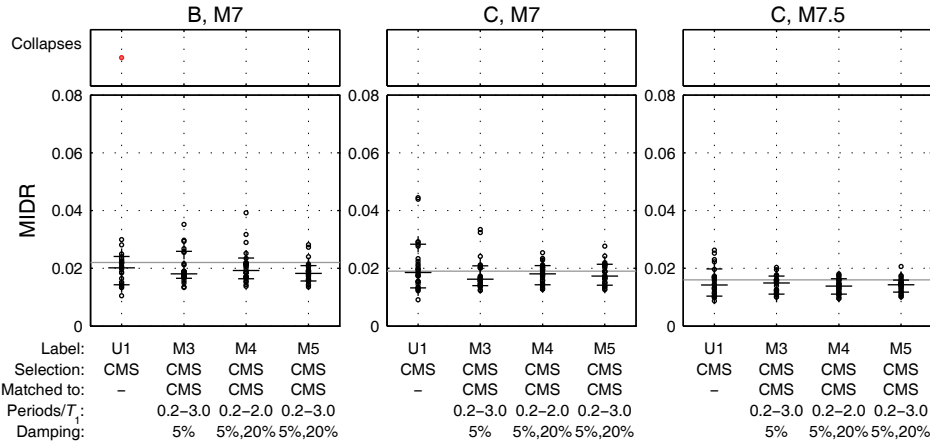 B, M7 C, M7 C, M7.5
Collapses
0.08 0.08 0.08
0.06 0.06 0.06
MIDR
0.04 0.04 0.04
0.02 0.02 0.02
0 0 0
Label: U1 M3 M4 M5 U1 M3 M4 M5 U1 M3 M4 M5
Selection: CMS CMS CMS CMS CMS CMS CMS CMS CMS CMS CMS CMS
Matched to: – CMS CMS CMS – CMS CMS CMS – CMS CMS CMS
Periods/T1: 0.2−3.0 0.2−2.0 0.2−3.0 0.2−3.0 0.2−2.0 0.2−3.0 0.2−3.0 0.2−2.0 0.2−3.0
Damping: 5% 5%,20% 5%,20% 5% 5%,20% 5%,20% 5% 5%,20% 5%,20%